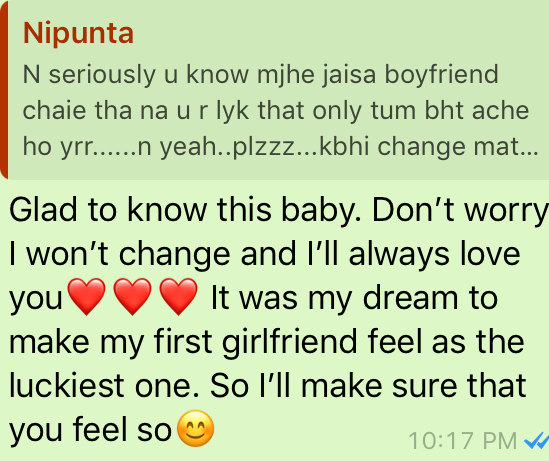 Nipunta
N seriously u know mjhe jaisa boyfriend
chaie tha na u r lyk that only tum bht ache
ho yrr......n yeah..plzzz...kbhi change mat...
Glad to know this baby. Don’t worry
I won’t change and I’ll always love
you❤️❤️❤️ It was my dream to
make my first girlfriend feel as the
luckiest one. So I’ll make sure that
you feel so😊
10:17 PM